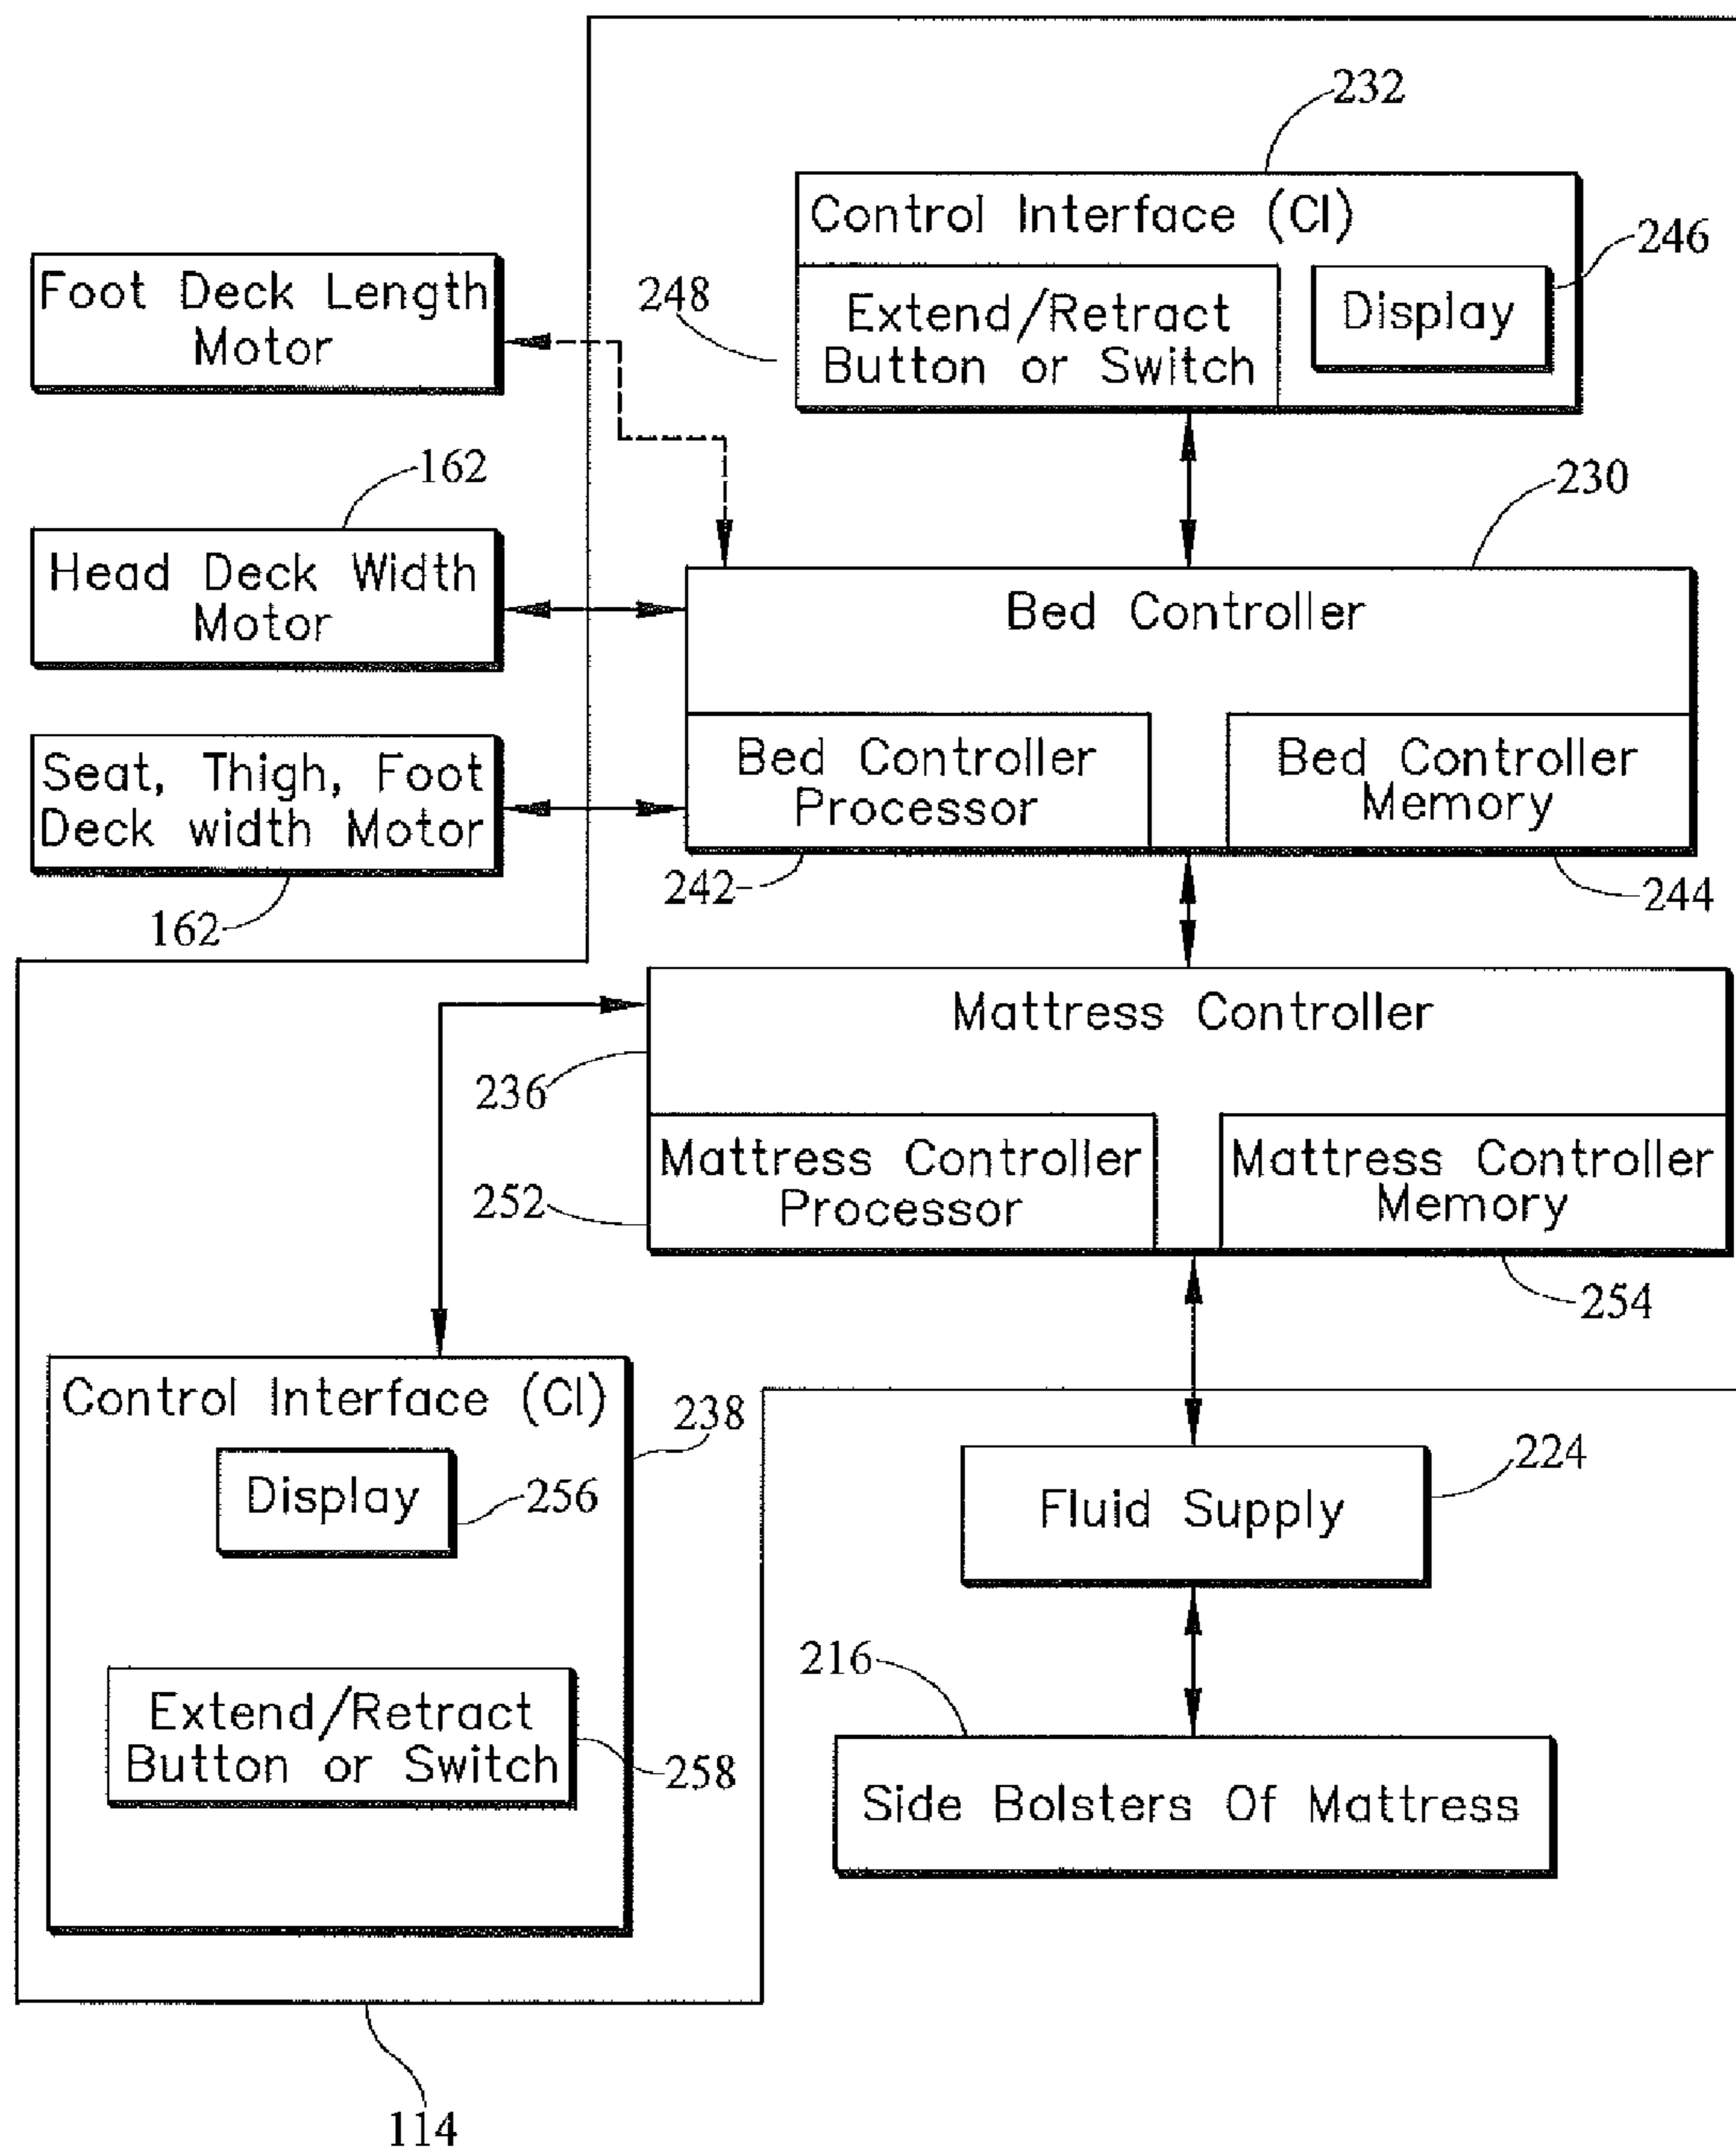 232
Control Interface (CI)
246
Foot Deck Length
Motor
248
Extend/Retract
Button or Switch
Display
162
230
Head Deck Width
Motor
Bed Controller
Seat, Thigh, Foot
Deck width Motor
Bed Controller
Processor
Bed Controller
Memory
242
244
162
Mattress Controller
236
Mattress Controller
Processor
Mattress Controller
Memory
252
254
Control Interface (CI)
238
Display
256
224
Fluid Supply
216
Extend/Retract
Button or Switch
258
Side Bolsters Of Mattress
114